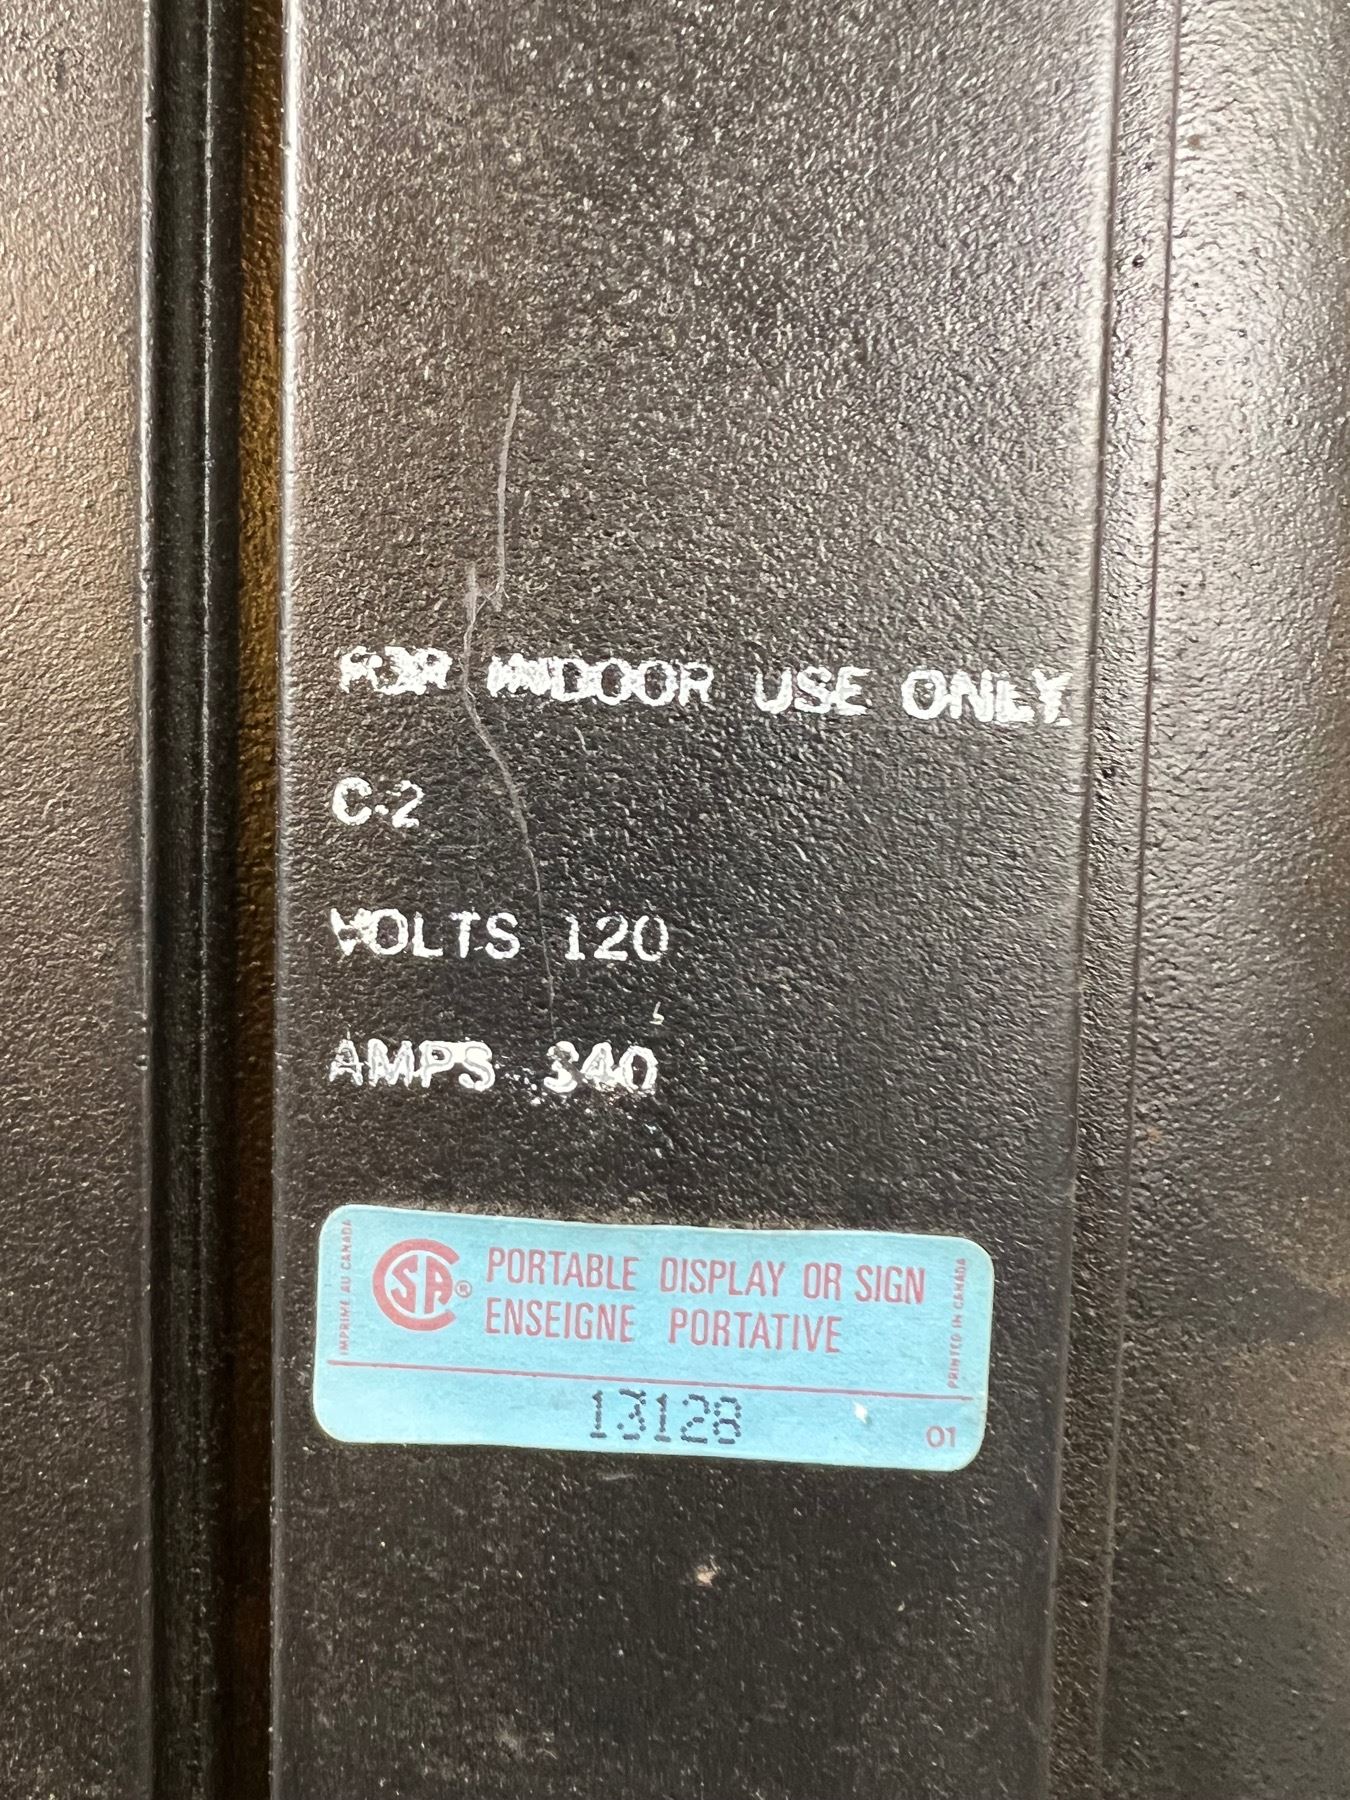 FOR INDOOR USE ONLY
C-2
VOLTS 120
AMPS .340
IMPRIMÉ AU CANADA
CSA®
PORTABLE DISPLAY OR SIGN
ENSEIGNE PORTATIVE
PRINTED IN CANADA
13128
01